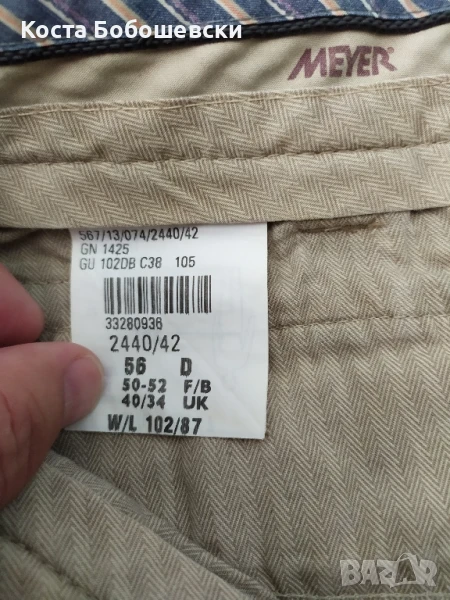 Коста Бобошевски
MEYER
567/13/074/2440/42
GN 1425
GU 102DB C38 105
33280936
2440/42
56 D
50-52 F/B
40/34 UK
W/L 102/87
BAZAR